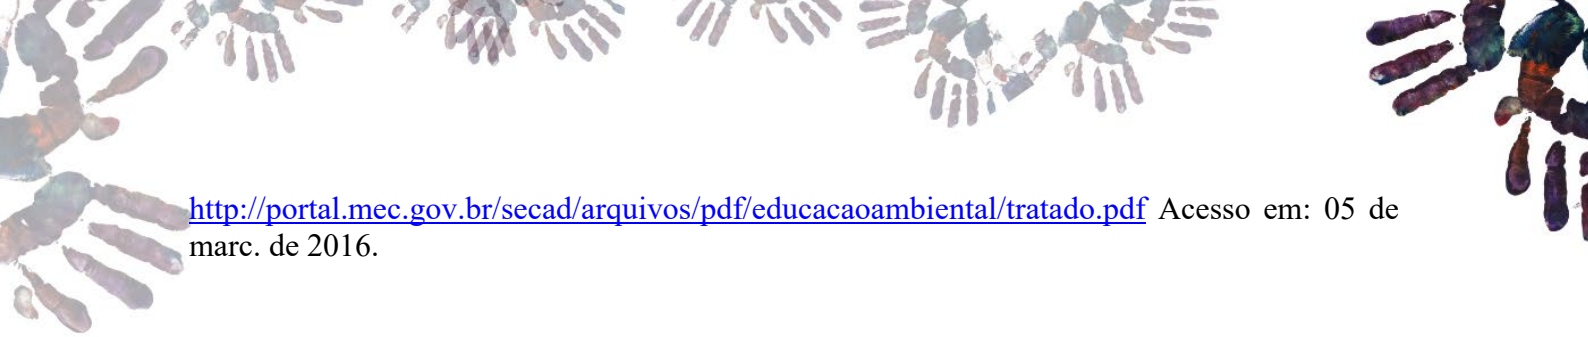 http://portal.mec.gov.br/secad/arquivos/pdf/educacaoambiental/tratado.pdf Acesso em: 05 de
marc. de 2016.